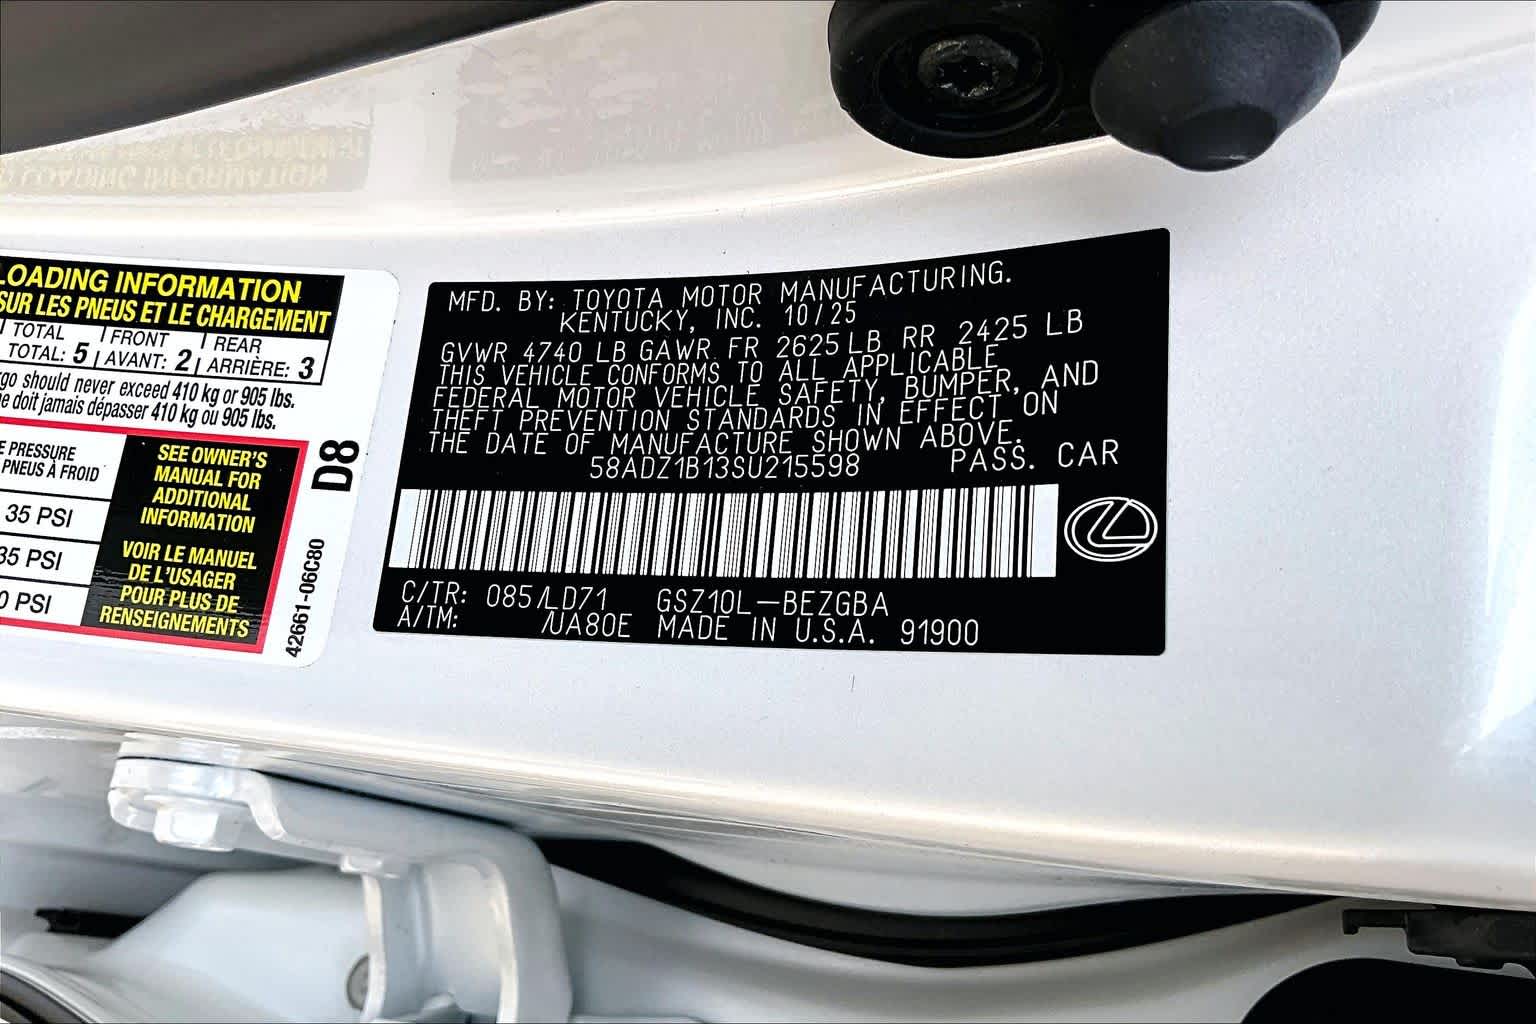 LOADING INFORMATION
SUR LES PNEUS ET LE CHARGEMENT
TOTAL | FRONT | REAR
TOTAL: 5 | AVANT: 2 | ARRIÈRE: 3
should never exceed 410 kg or 905 lbs.
doit jamais dépasser 410 kg ou 905 lbs.
PRESSURE
PNEUS À FROID
35 PSI
35 PSI
PSI
SEE OWNER'S
MANUAL FOR
ADDITIONAL
INFORMATION
VOIR LE MANUEL
DE L'USAGER
POUR PLUS DE
RENSEIGNEMENTS
D8
42661-06C80
MFD. BY: TOYOTA MOTOR MANUFACTURING.
KENTUCKY, INC. 10/25
GVWR 4740 LB GAWR FR 2625 LB RR 2425 LB
THIS VEHICLE CONFORMS TO ALL APPLICABLE
FEDERAL MOTOR VEHICLE SAFETY, BUMPER, AND
THEFT PREVENTION STANDARDS IN EFFECT ON
THE DATE OF MANUFACTURE SHOWN ABOVE.
58ADZ1B13SU215598 PASS. CAR
C/TR: 085/LD71 GSZ10L-BEZGBA
A/TM: /UA80E MADE IN U.S.A. 91900